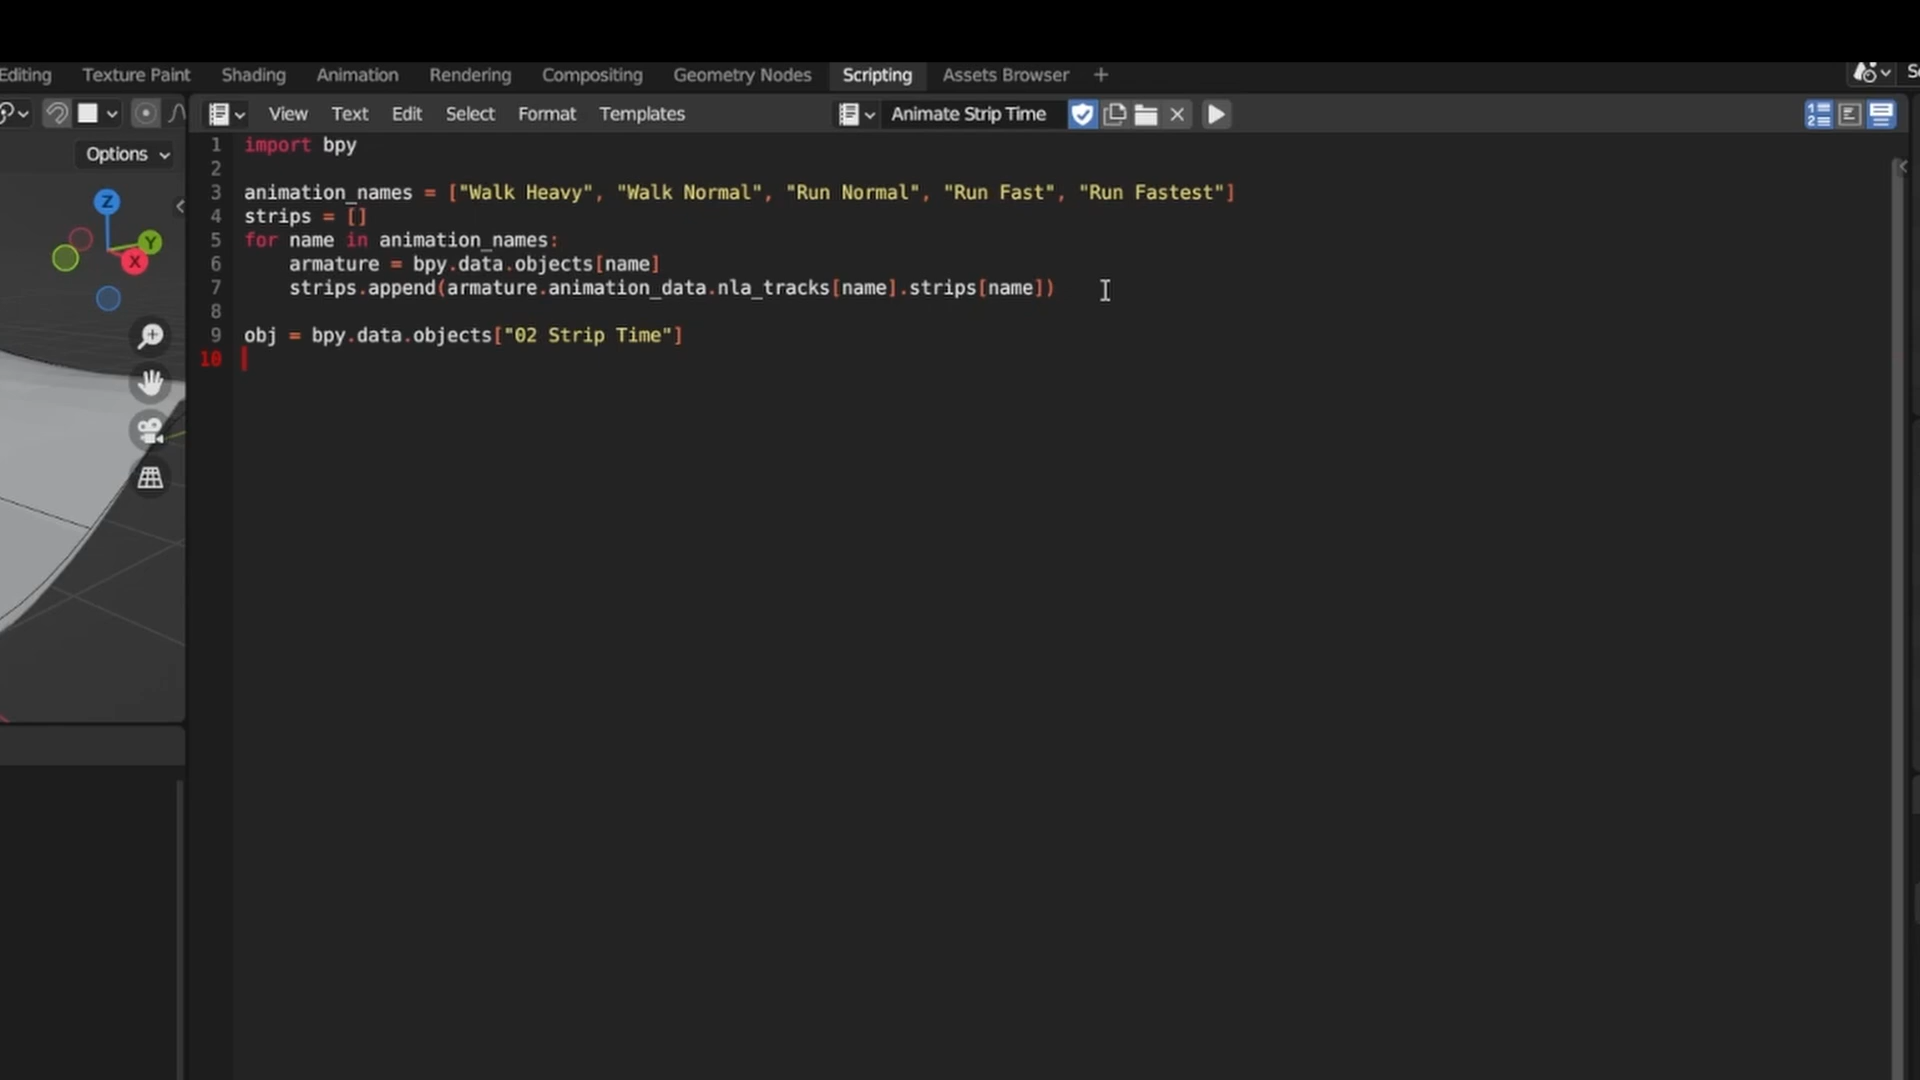 Editing Texture Paint Shading Animation Rendering Compositing Geometry Nodes Scripting Assets Brower +
View Text Edit Select Format Templates Animate Strip Time
Options
Z
Y
X
1 import bpy
2
3 animation_names = ["Walk Heavy", "Walk Normal", "Run Normal", "Run Fast", "Run Fastest"]
4 strips = []
5 for name in animation_names:
6     armature = bpy.data.objects[name]
7     strips.append(armature.animation_data.nla_tracks[name].strips[name])
8
9 obj = bpy.data.objects["02 Strip Time"]
10